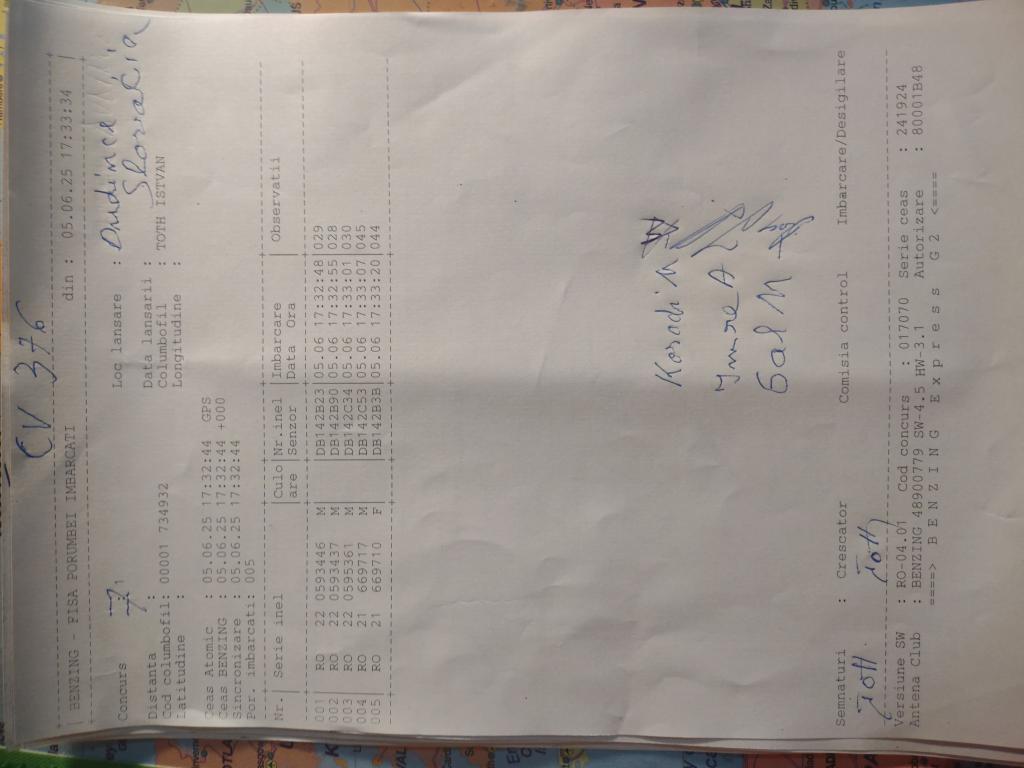 CV 376
BENZING - FISA PORUMBEI IMBARCATI din : 05.06.25 17:33:34
Concurs 7 1 Loc lansare : Dudince
Slovacia
Distanta : Data lansarii :
Cod columbofil: 00001 734932 Columbofil : TOTH ISTVAN
Latitudine : Longitudine :
Ceas Atomic : 05.06.25 17:32:44 GPS
Ceas BENZING : 05.06.25 17:32:44 +000
Sincronizare : 05.06.25 17:32:44
Por. imbarcati: 005
Nr.| Serie inel |Culo|Nr.inel |Imbarcare | Observatii
are |Senzor |Data Ora
001| RO 22 0593446 M |DB142B23|05.06 17:32:48|029
002| RO 22 0593437 M |DB142B90|05.06 17:32:55|028
003| RO 22 0595361 M |DB142C34|05.06 17:33:01|030
004| RO 21 669717 M |DB142C53|05.06 17:33:07|045
005| RO 21 669710 F |DB142B3B|05.06 17:33:20|044
Koradi M
Imre A
Gal M
Semnaturi : Crescator Comisia control Imbarcare/Desigilare
Toth Toth
Versiune SW : RO-04.01 Cod concurs : 017070 Serie ceas : 241924
Antena Club : BENZING 48900779 SW-4.5 HW-3.1 Autorizare : 80001B48
====> B E N Z I N G E x p r e s s G 2 <====